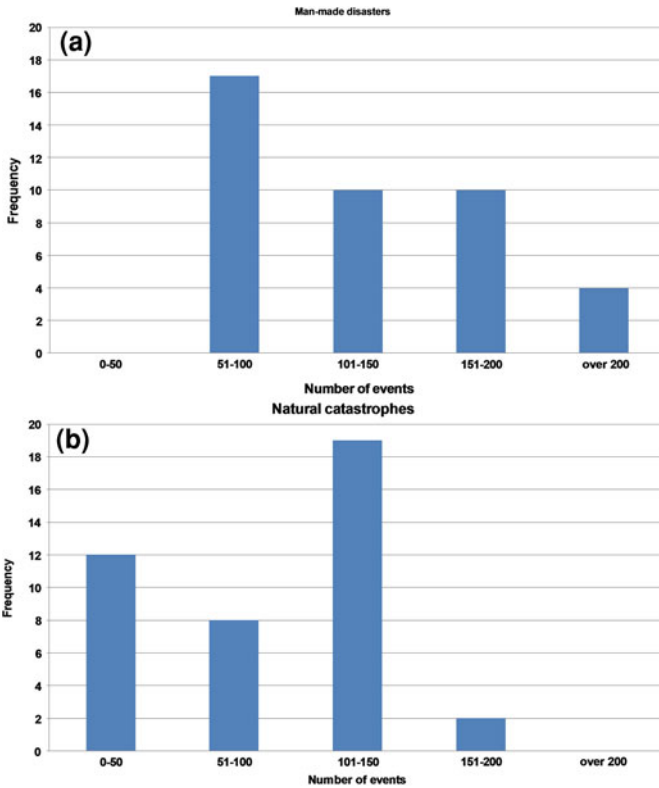 Man-made disasters
(a)
20
18
16
14
12
10
8
6
4
2
0
Frequency
0-50 51-100 101-150 151-200 over 200
Number of events
Natural catastrophes
(b)
20
18
16
14
12
10
8
6
4
2
0
Frequency
0-50 51-100 101-150 151-200 over 200
Number of events